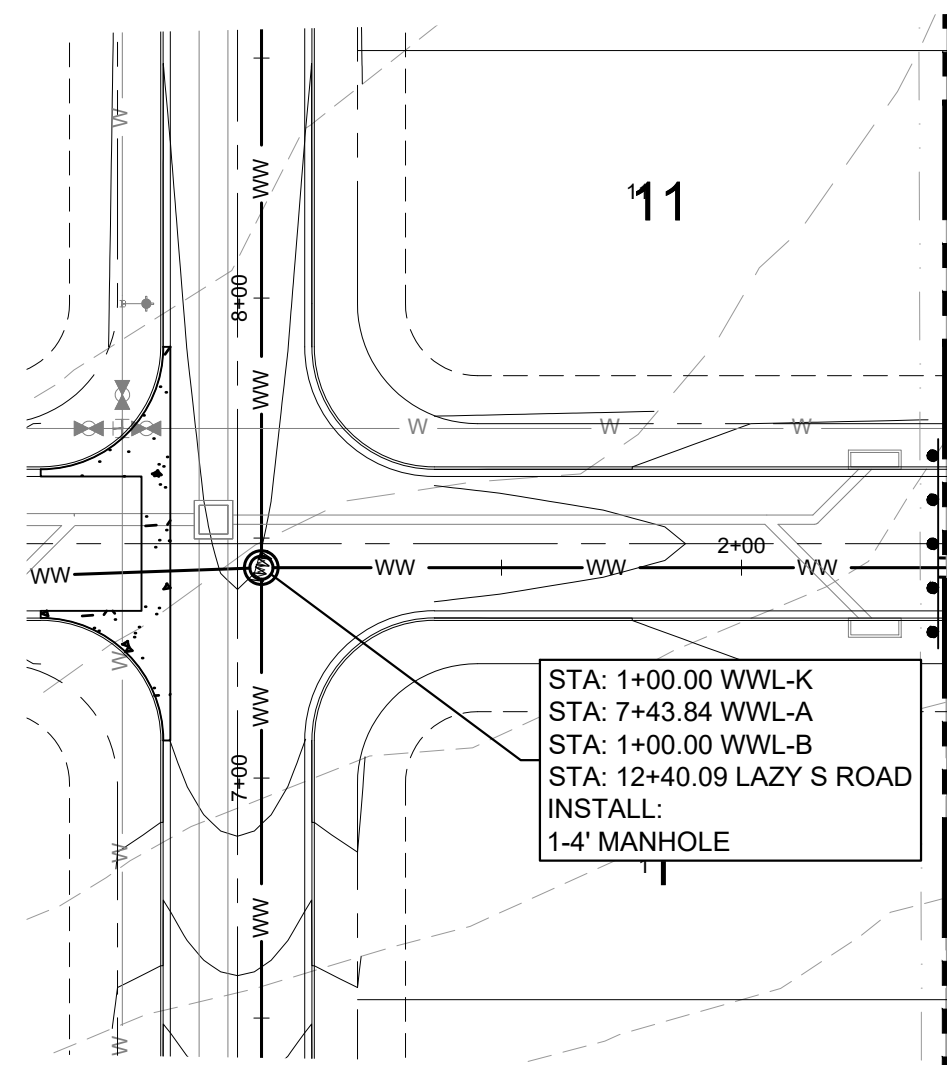 W
WW
11
11
8+00
WW
W
W
W
2+00
WW
WW
WW
WW
WW
W
STA: 1+00.00 WWL-K
STA: 7+43.84 WWL-A
STA: 1+00.00 WWL-B
STA: 12+40.09 LAZY S ROAD
INSTALL:
1-4' MANHOLE
WW
7+00
W
WW
W